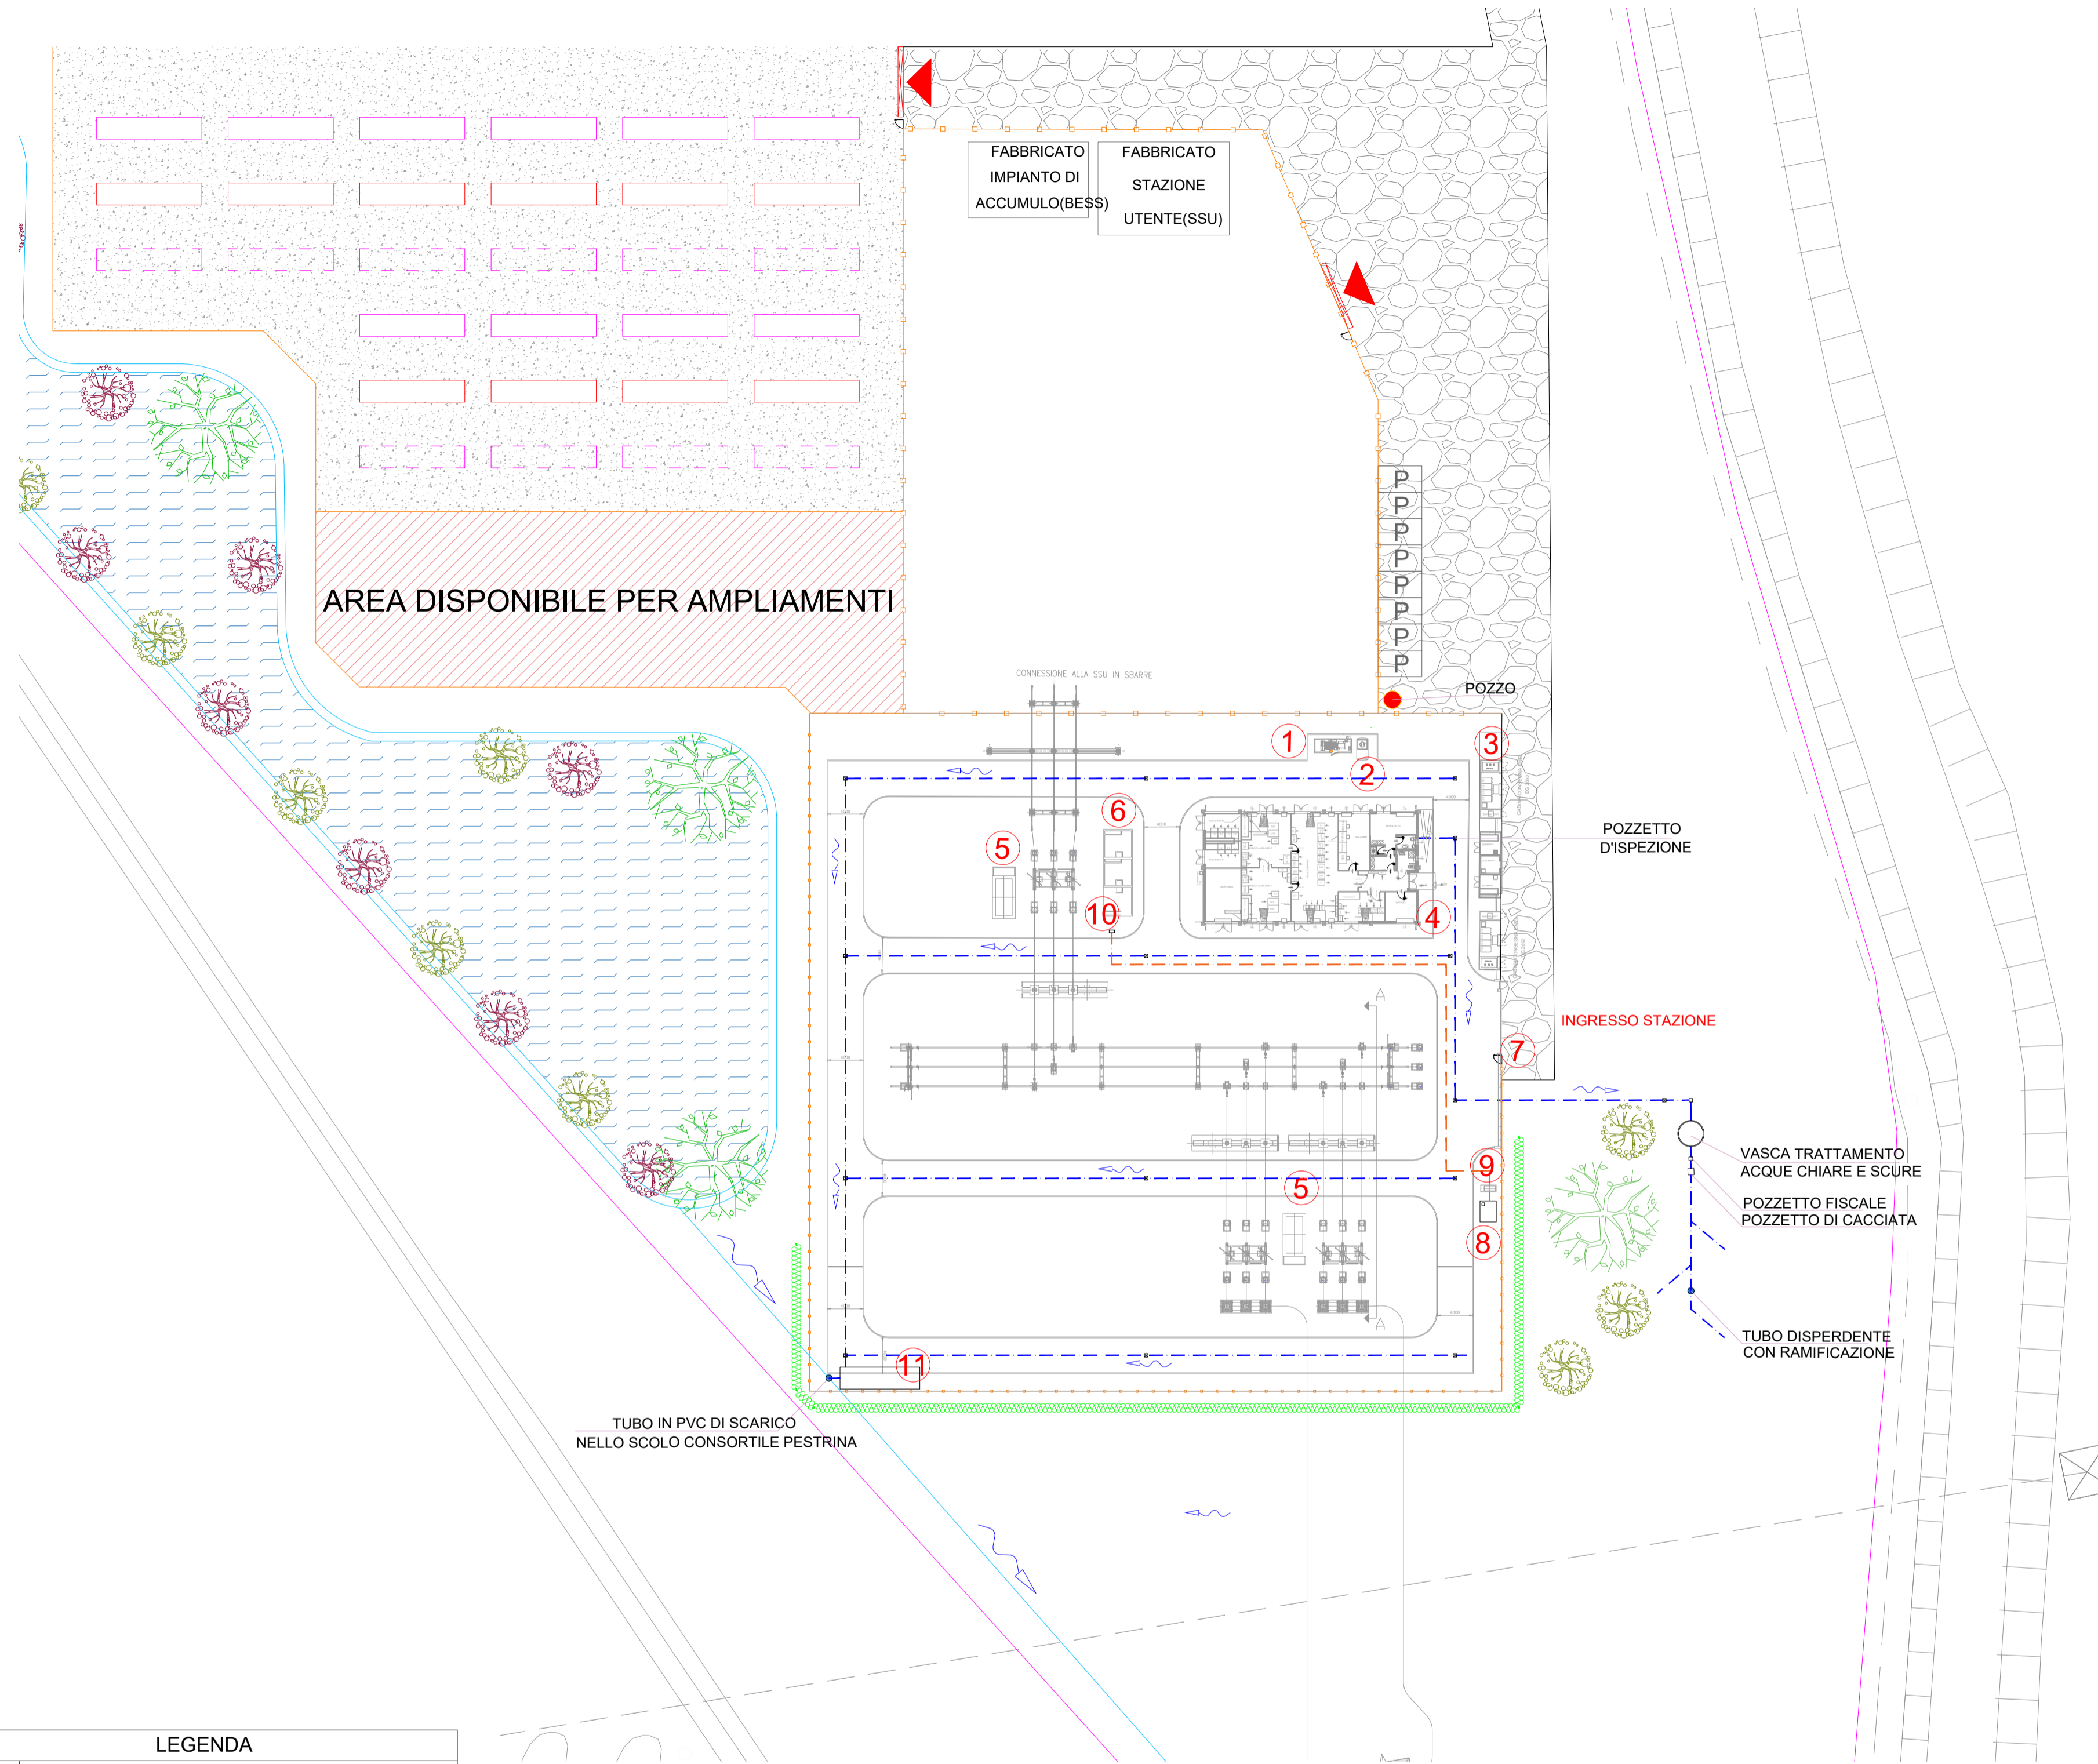 FABBRICATO
IMPIANTO DI
ACCUMULO(BESS)
FABBRICATO
STAZIONE
UTENTE(SSU)
P
P
P
P
P
P
P
P
AREA DISPONIBILE PER AMPLIAMENTI
CONNESSIONE ALLA SSU IN SBARRE
POZZO
1
2
3
6
5
10
4
POZZETTO
D'ISPEZIONE
A
INGRESSO STAZIONE
7
VASCA TRATTAMENTO
ACQUE CHIARE E SCURE
9
5
POZZETTO FISCALE
POZZETTO DI CACCIATA
8
A
TUBO DISPERDENTE
CON RAMIFICAZIONE
11
TUBO IN PVC DI SCARICO
NELLO SCOLO CONSORTILE PESTRINA
LEGENDA